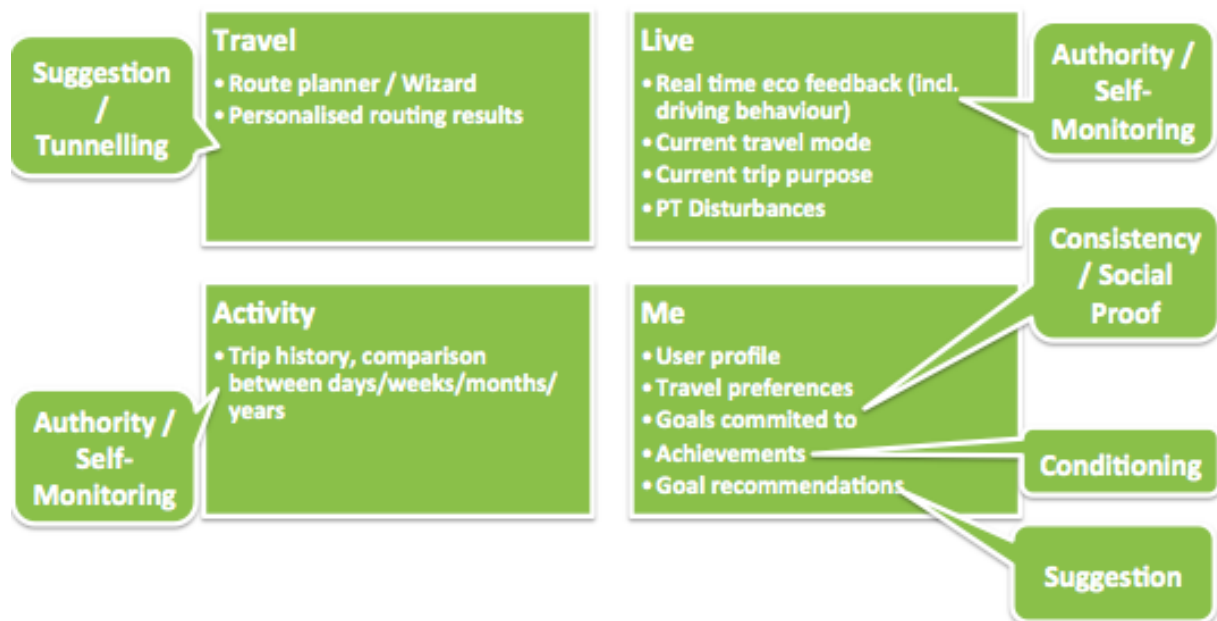 Suggestion
/
Tunnelling
Travel
• Route planner / Wizard
• Personalised routing results
Live
• Real time eco feedback (incl.
driving behaviour)
• Current travel mode
• Current trip purpose
• PT Disturbances
Authority /
Self-
Monitoring
Activity
• Trip history, comparison
between days/weeks/months/
years
Authority /
Self-
Monitoring
Me
• User profile
• Travel preferences
• Goals commited to
• Achievements
• Goal recommendations
Consistency
/ Social
Proof
Conditioning
Suggestion